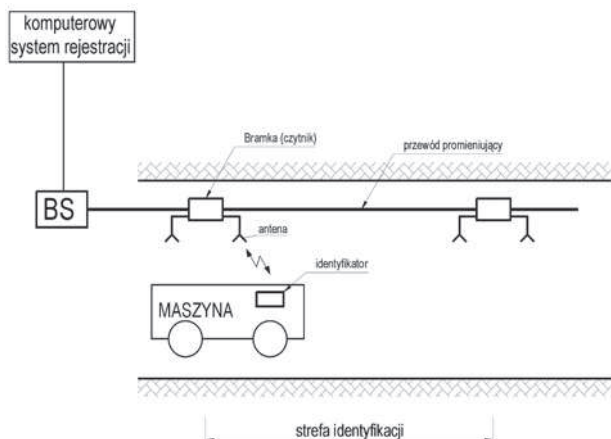 komputerowy
system rejestracji
Bramka (czytnik)
przewód promieniujący
BS
antena
identyfikator
MASZYNA
strefa identyfikacji